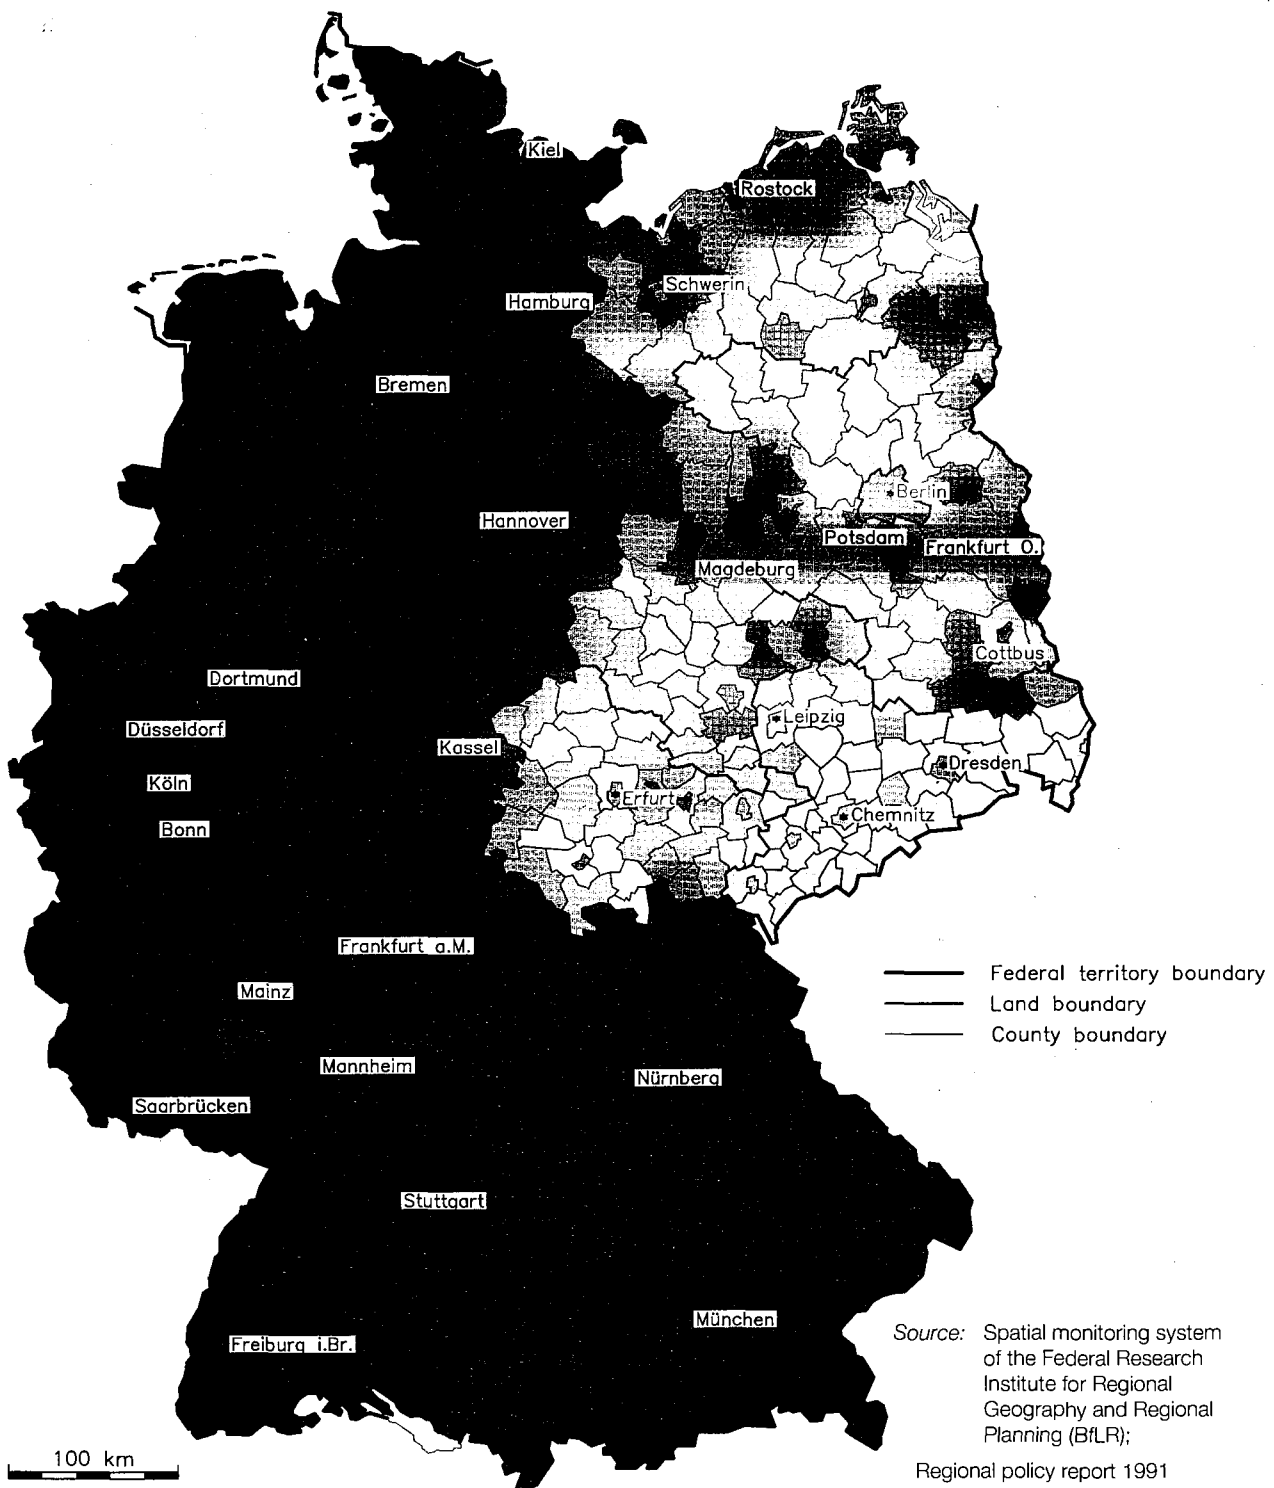 Kiel
Rostock
Schwerin
Hamburg
Bremen
Berlin
Hannover
Potsdam
Frankfurt O.
Magdeburg
Cottbus
Dortmund
Leipzig
Düsseldorf
Kassel
Dresden
Köln
Erfurt
Chemnitz
Bonn
Frankfurt a.M.
Federal territory boundary
Mainz
Land boundary
County boundary
Mannheim
Nürnberg
Saarbrücken
Stuttgart
München
Freiburg i.Br.
Source: Spatial monitoring system
of the Federal Research
Institute for Regional
Geography and Regional
Planning (BfLR);
100 km
Regional policy report 1991